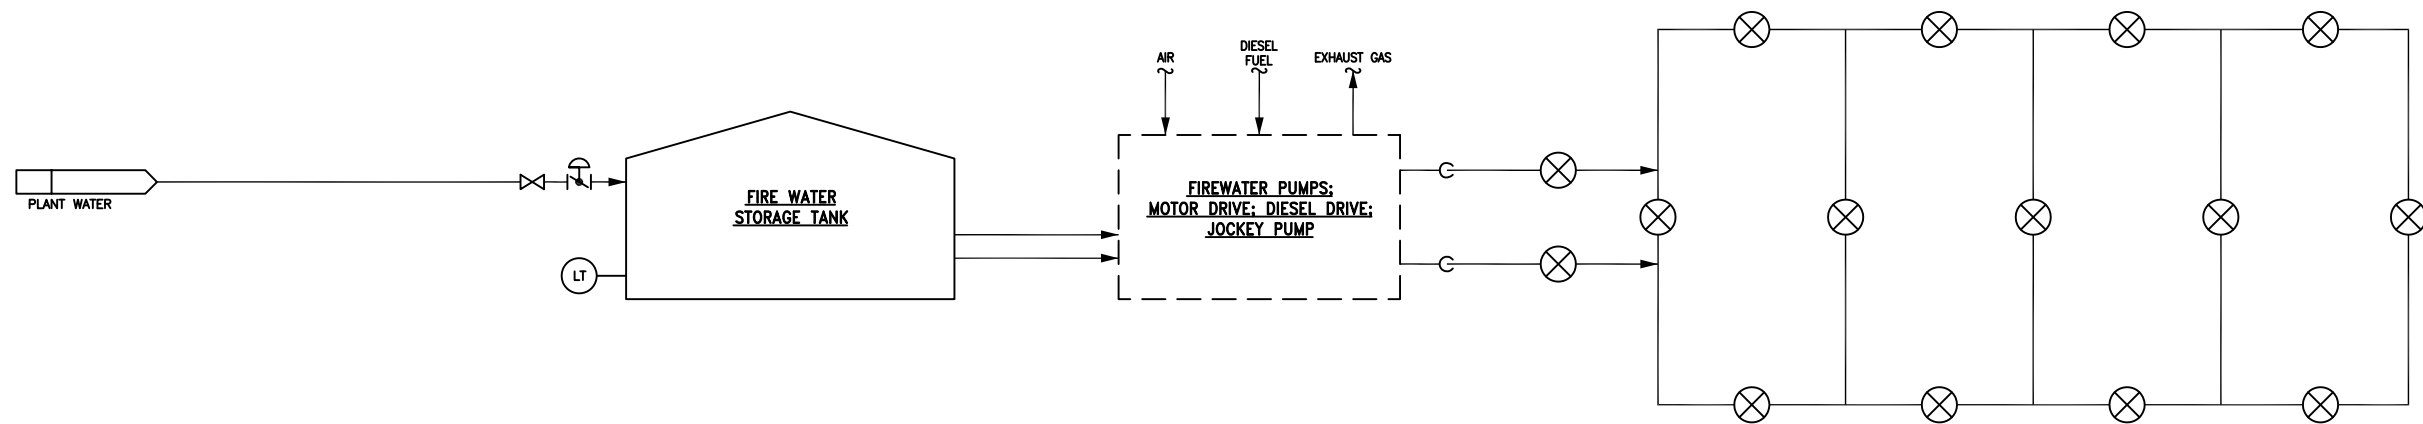 PLANT WATER
LT
FIRE WATER
STORAGE TANK
AIR
DIESEL
FUEL
EXHAUST GAS
FIREWATER PUMPS;
MOTOR DRIVE; DIESEL DRIVE;
JOCKEY PUMP